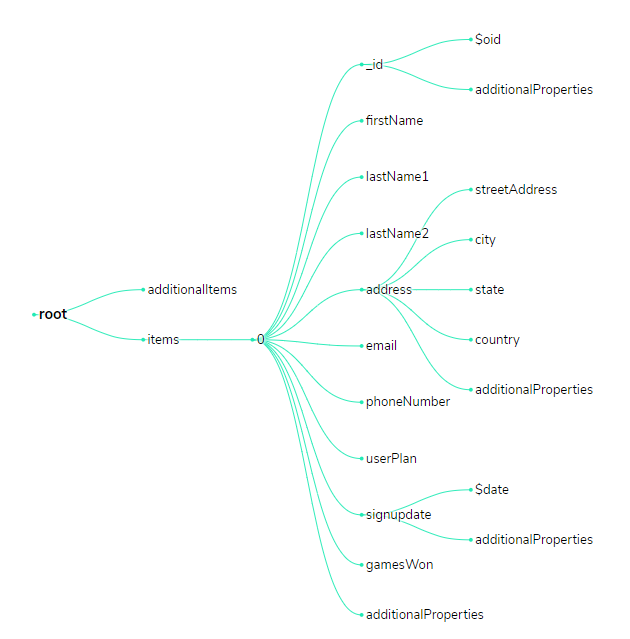 root
additionalItems
items
0
_id
$oid
additionalProperties
firstName
lastName1
lastName2
address
streetAddress
city
state
country
additionalProperties
email
phoneNumber
userPlan
signupdate
$date
additionalProperties
gamesWon
additionalProperties